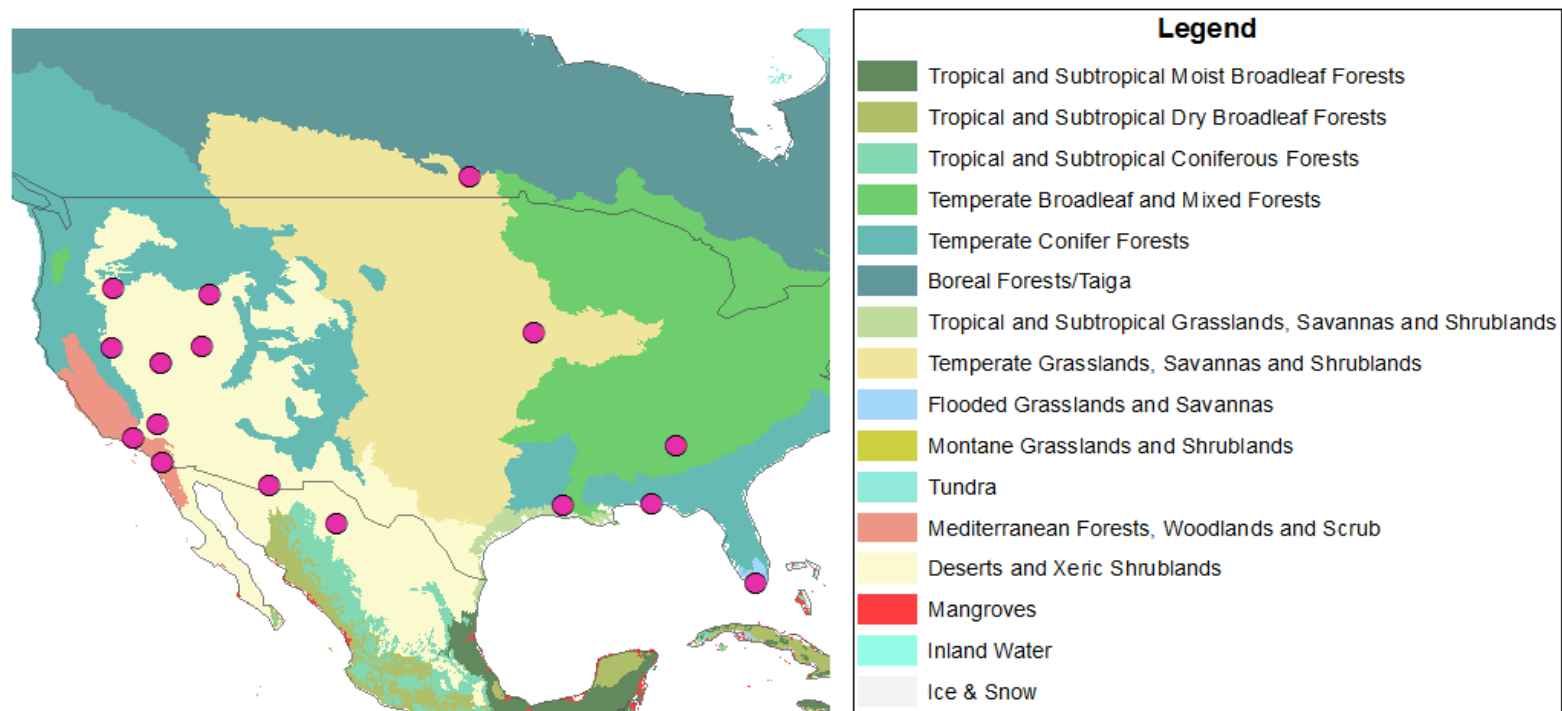 Legend
Tropical and Subtropical Moist Broadleaf Forests
Tropical and Subtropical Dry Broadleaf Forests
Tropical and Subtropical Coniferous Forests
Temperate Broadleaf and Mixed Forests
Temperate Conifer Forests
Boreal Forests/Taiga
Tropical and Subtropical Grasslands, Savannas and Shrublands
Temperate Grasslands, Savannas and Shrublands
Flooded Grasslands and Savannas
Montane Grasslands and Shrublands
Tundra
Mediterranean Forests, Woodlands and Scrub
Deserts and Xeric Shrublands
Mangroves
Inland Water
Ice & Snow